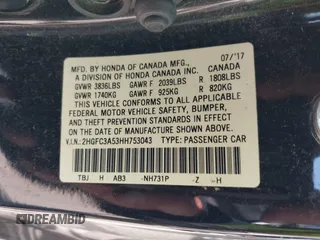 MFD. BY HONDA OF CANADA MFG., 07/'17
A DIVISION OF HONDA CANADA INC. CANADA
GVWR 3836LBS GAWR F 2039LBS R 1808LBS
GVWR 1740KG GAWR F 925KG R 820KG
THIS VEHICLE CONFORMS TO ALL APPLICABLE
FEDERAL MOTOR VEHICLE SAFETY, BUMPER,
AND THEFT PREVENTION STANDARDS IN EFFECT
ON THE DATE OF MANUFACTURE SHOWN ABOVE.
V.I.N.: 2HGFC3A53HH753043 TYPE: PASSENGER CAR
TBJ H AB3 -NH731P -Z -H
DREAMBID